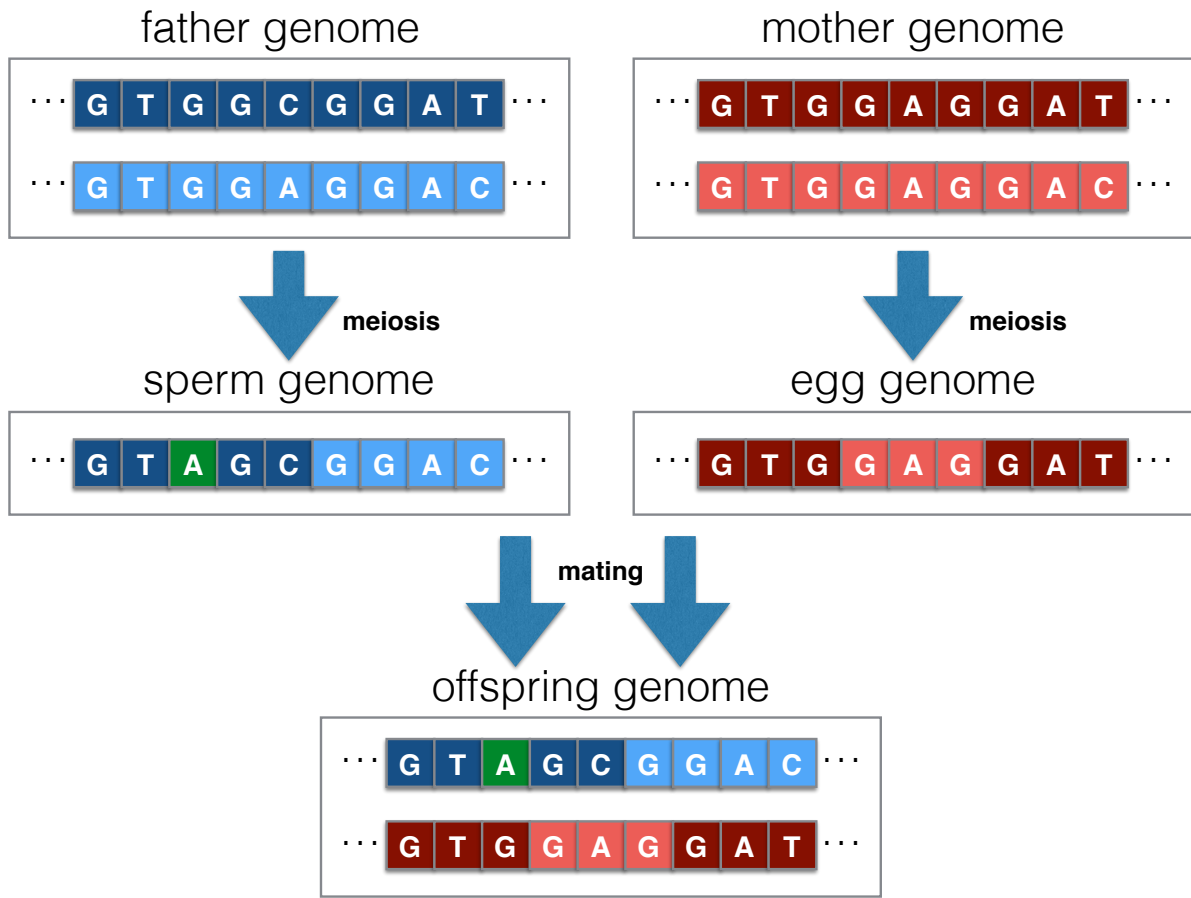 father genome
mother genome
··· G T G G C G G A T ···
··· G T G G A G G A T ···
··· G T G G A G G A C ···
··· G T G G A G G A C ···
meiosis
meiosis
sperm genome
egg genome
··· G T A G C G G A C ···
··· G T G G A G G A T ···
mating
offspring genome
··· G T A G C G G A C ···
··· G T G G A G G A T ···